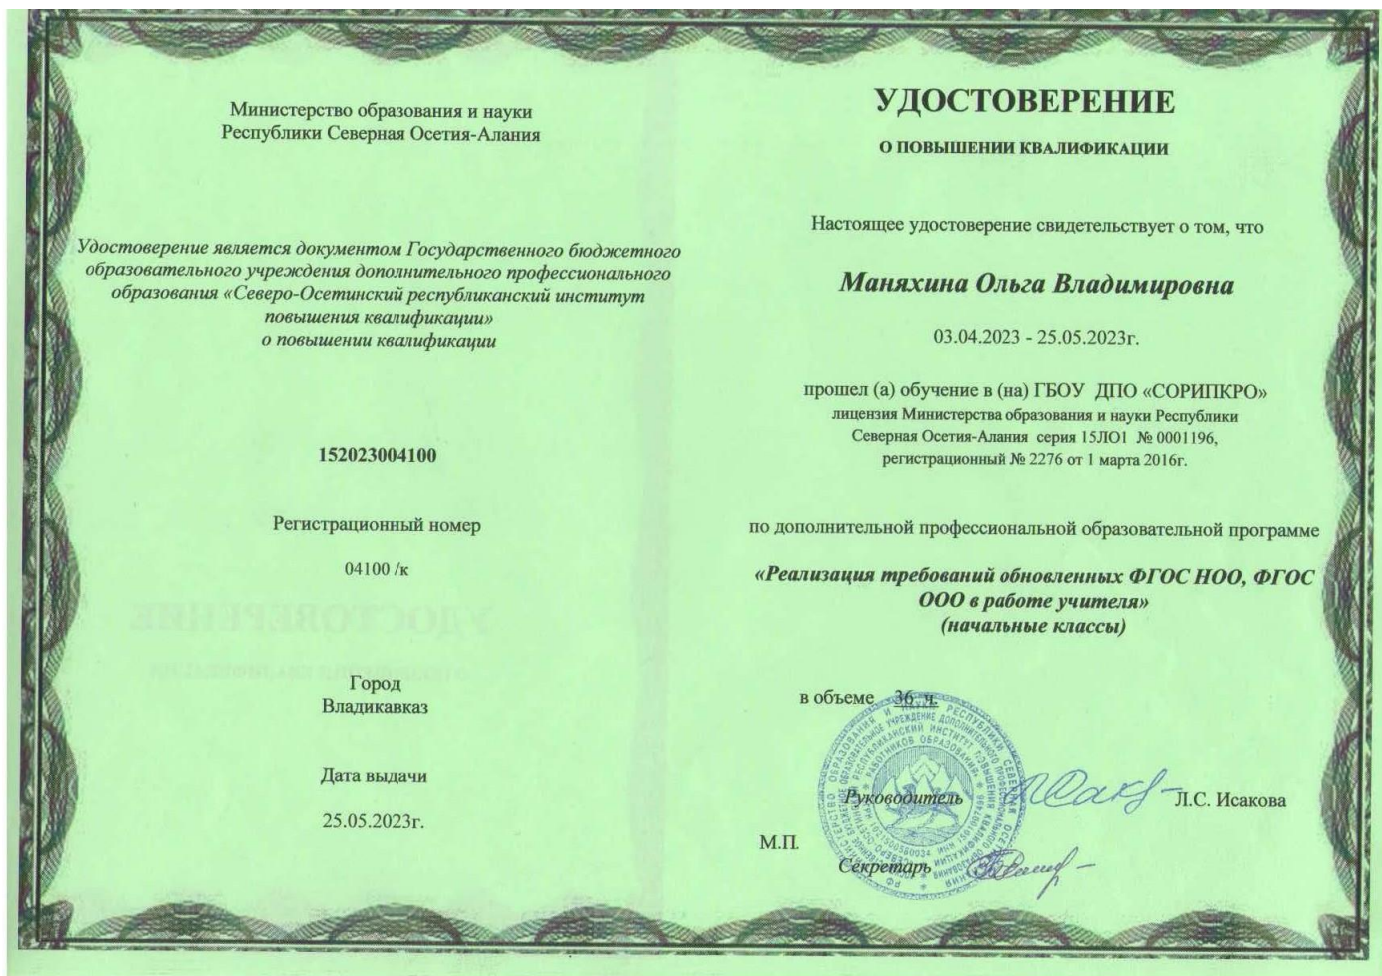 Министерство образования и науки
Республики Северная Осетия-Алания
Удостоверение является документом Государственного бюджетного
образовательного учреждения дополнительного профессионального
образования «Северо-Осетинский республиканский институт
повышения квалификации»
о повышении квалификации
152023004100
Регистрационный номер
04100 /к
Город
Владикавказ
Дата выдачи
25.05.2023г.
УДОСТОВЕРЕНИЕ
О ПОВЫШЕНИИ КВАЛИФИКАЦИИ
Настоящее удостоверение свидетельствует о том, что
Маняхина Ольга Владимировна
03.04.2023 - 25.05.2023г.
прошел (а) обучение в (на) ГБОУ ДПО «СОРИПКРО»
лицензия Министерства образования и науки Республики
Северная Осетия-Алания серия 15ЛО1 № 0001196,
регистрационный № 2276 от 1 марта 2016г.
по дополнительной профессиональной образовательной программе
«Реализация требований обновленных ФГОС НОО, ФГОС
ООО в работе учителя»
(начальные классы)
в объеме 36 ч.
Руководитель Л.С. Исакова
М.П.
Секретарь